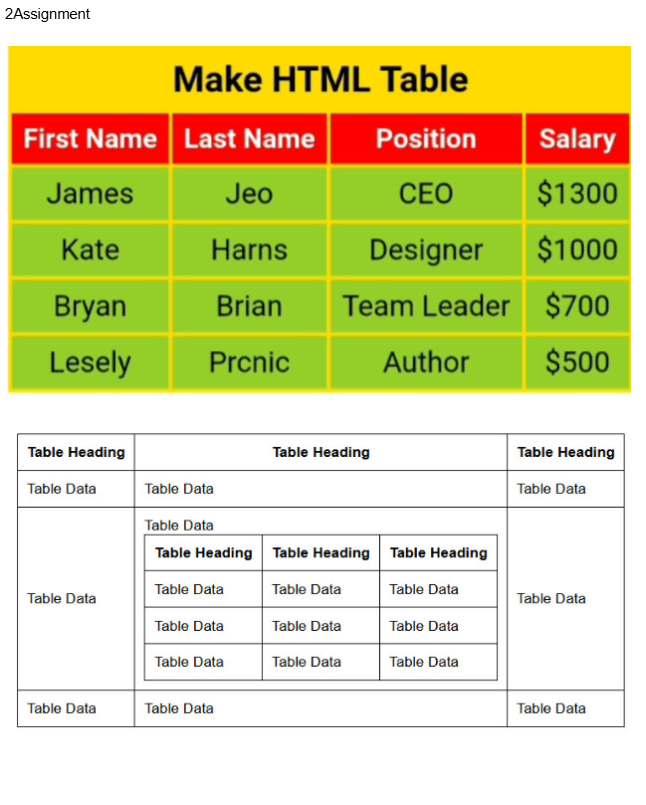 2Assignment
Make HTML Table
First Name Last Name Position Salary
James Jeo CEO $1300
Kate Harns Designer $1000
Bryan Brian Team Leader $700
Lesely Prcnic Author $500
Table Heading Table Heading Table Heading
Table Data Table Data Table Data
Table Data
Table Heading Table Heading Table Heading
Table Data Table Data Table Data
Table Data Table Data
Table Data Table Data Table Data
Table Data Table Data Table Data
Table Data Table Data Table Data